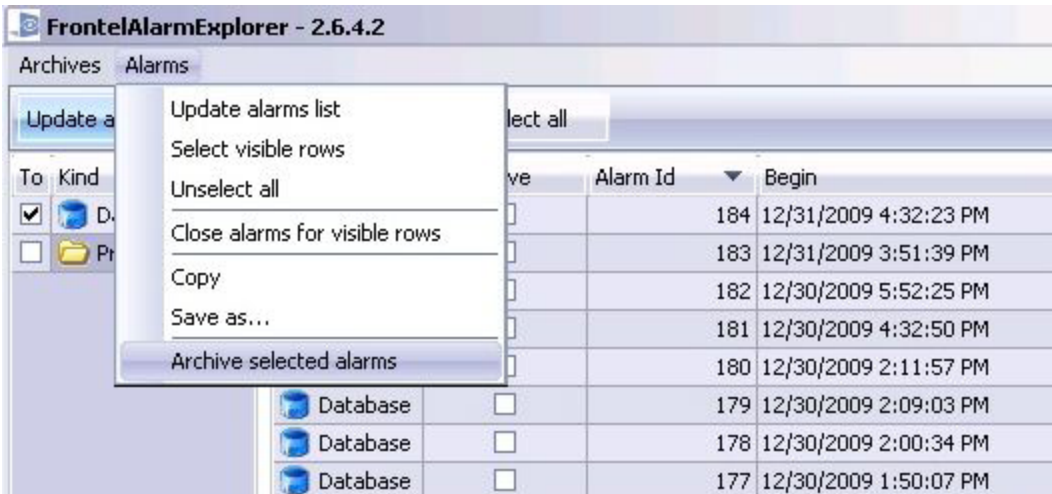 FrontelAlarmExplorer - 2.6.4.2
Archives Alarms
Update a lect all
Update alarms list
Select visible rows
Unselect all
Close alarms for visible rows
Copy
Save as...
Archive selected alarms
To Kind ve Alarm Id Begin
D 184 12/31/2009 4:32:23 PM
Pr 183 12/31/2009 3:51:39 PM
182 12/30/2009 5:52:25 PM
181 12/30/2009 4:32:50 PM
180 12/30/2009 2:11:57 PM
Database 179 12/30/2009 2:09:03 PM
Database 178 12/30/2009 2:00:34 PM
Database 177 12/30/2009 1:50:07 PM